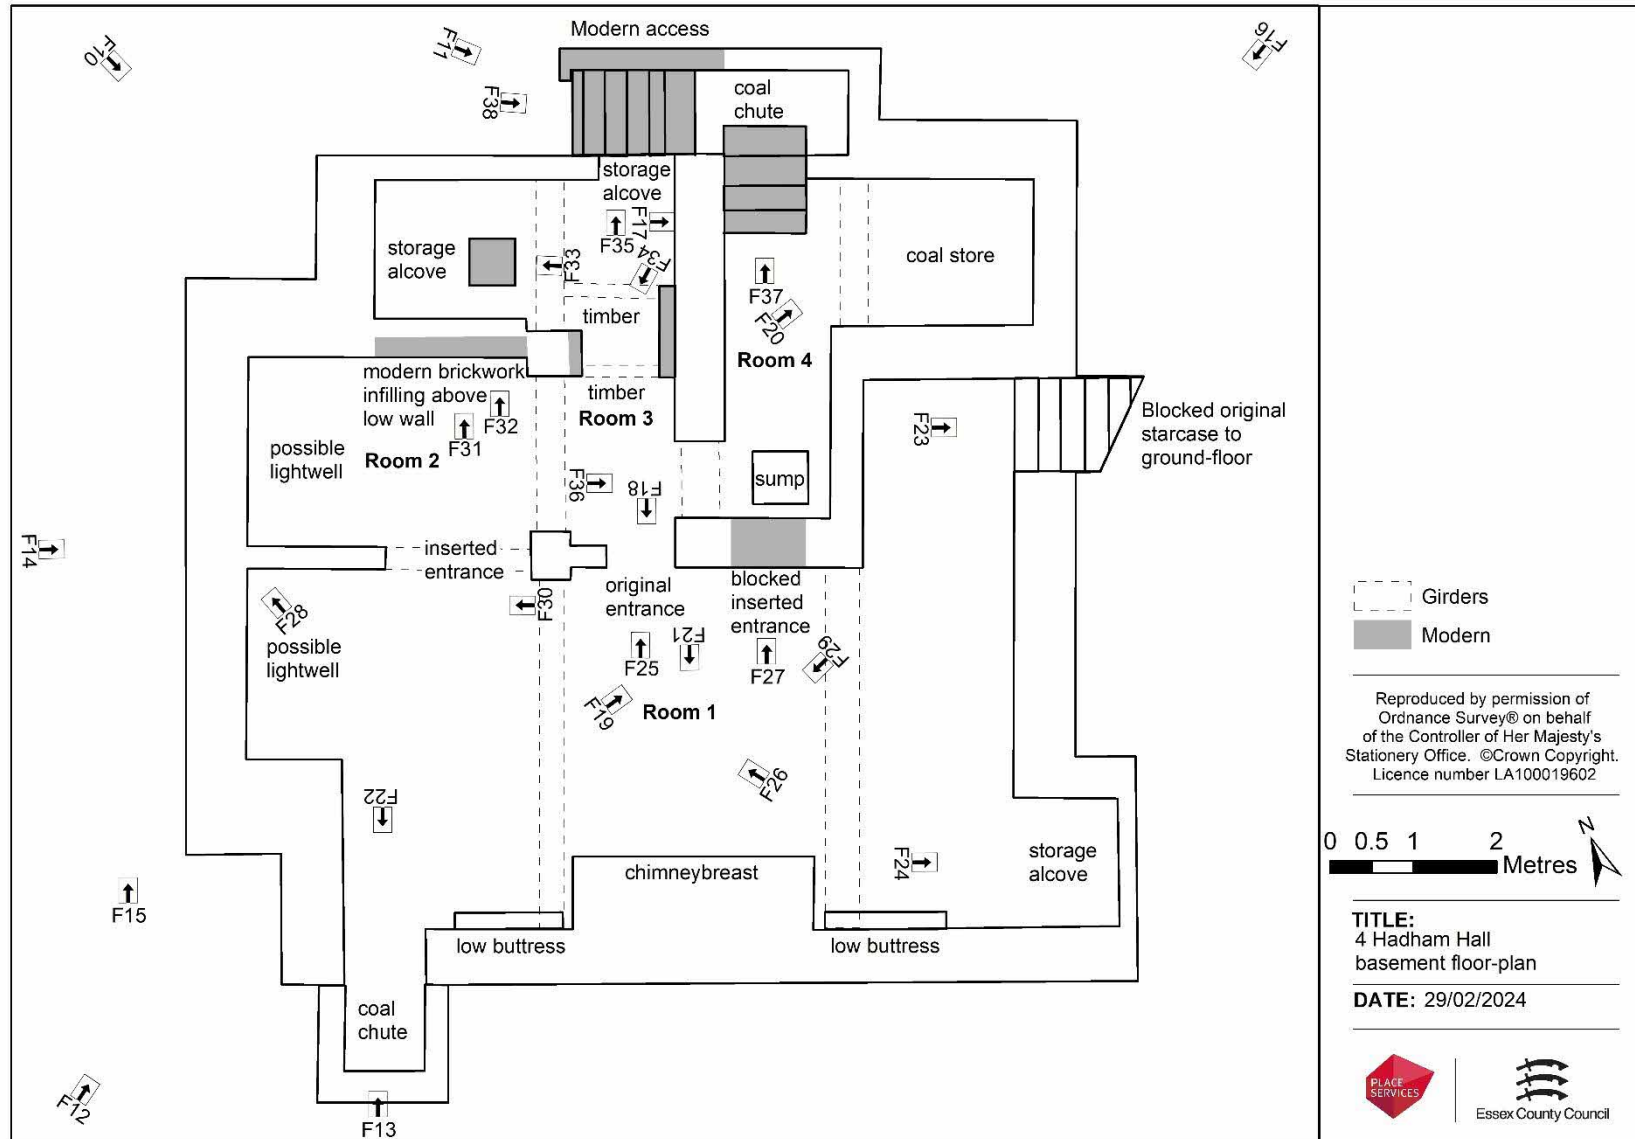 F10
F11
Modern access
F16
F38
coal
chute
storage
alcove
F17
F35
storage
alcove
F33
F34
coal store
F37
timber
F20
Room 4
modern brickwork
infilling above
low wall
timber
Room 3
F32
F31
F23
Blocked original
starcase to
ground-floor
possible
lightwell
Room 2
F36
F18
sump
F14
inserted
entrance
original
entrance
blocked
inserted
entrance
F30
F28
possible
lightwell
F25
F21
F27
F29
F19
Room 1
F26
F22
F24
storage
alcove
chimneybreast
F15
low buttress
low buttress
coal
chute
F12
F13
Girders
Modern
Reproduced by permission of
Ordnance Survey® on behalf
of the Controller of Her Majesty's
Stationery Office. ©Crown Copyright.
Licence number LA100019602
N
0 0.5 1 2
Metres
TITLE:
4 Hadham Hall
basement floor-plan
DATE: 29/02/2024
PLACE
SERVICES
Essex County Council